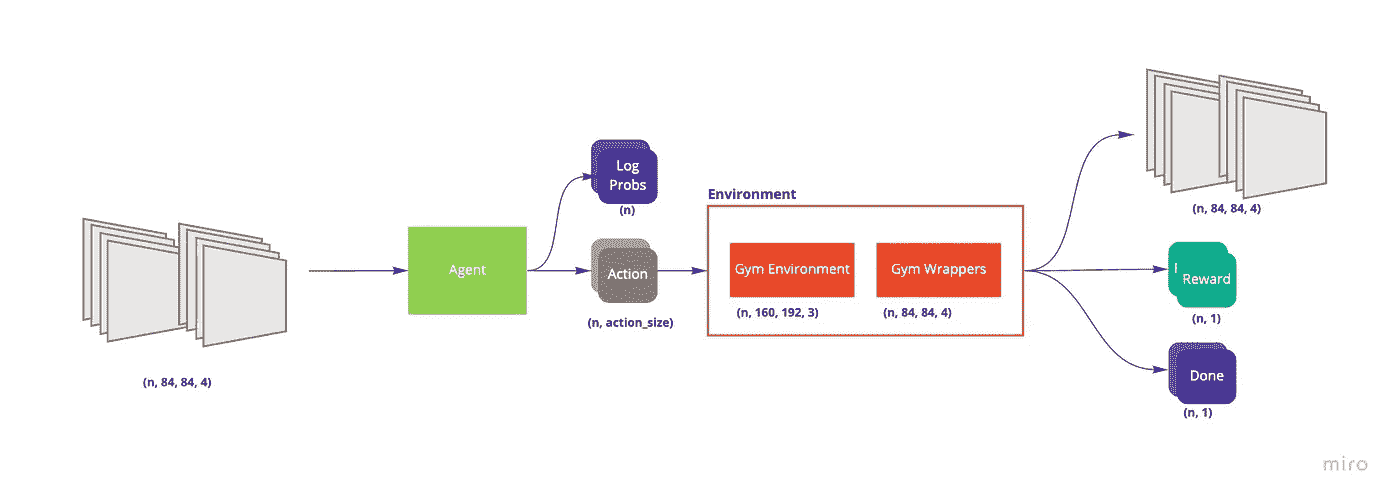 (n, 84, 84, 4)
Agent
Log
Probs
(n)
Action
(n, action_size)
Environment
Gym Environment
(n, 160, 192, 3)
Gym Wrappers
(n, 84, 84, 4)
(n, 84, 84, 4)
Reward
(n, 1)
Done
(n, 1)
miro